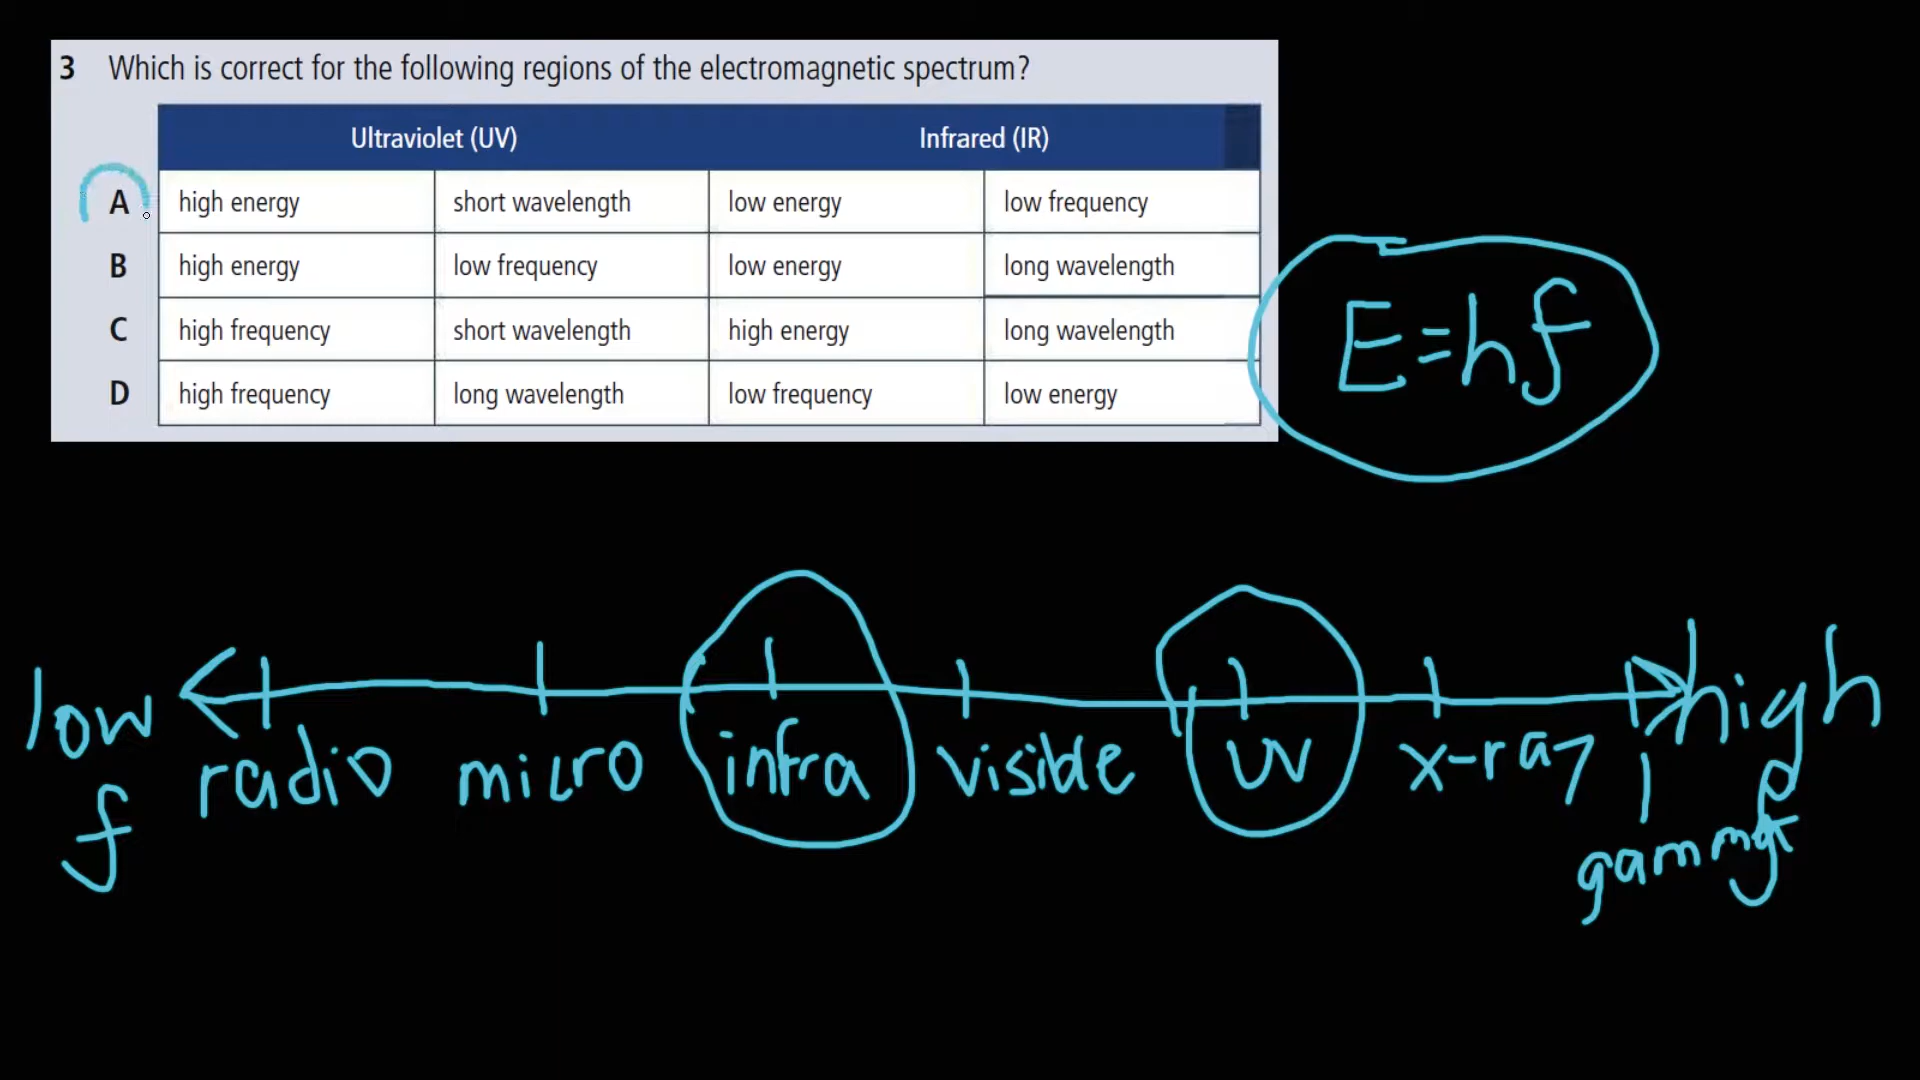 3 Which is correct for the following regions of the electromagnetic spectrum?
Ultraviolet (UV) Infrared (IR)
A high energy short wavelength low energy low frequency
B high energy low frequency low energy long wavelength
C high frequency short wavelength high energy long wavelength
D high frequency long wavelength low frequency low energy
E=hf
low f
radio micro infra visible UV x-ray
gamma
high f